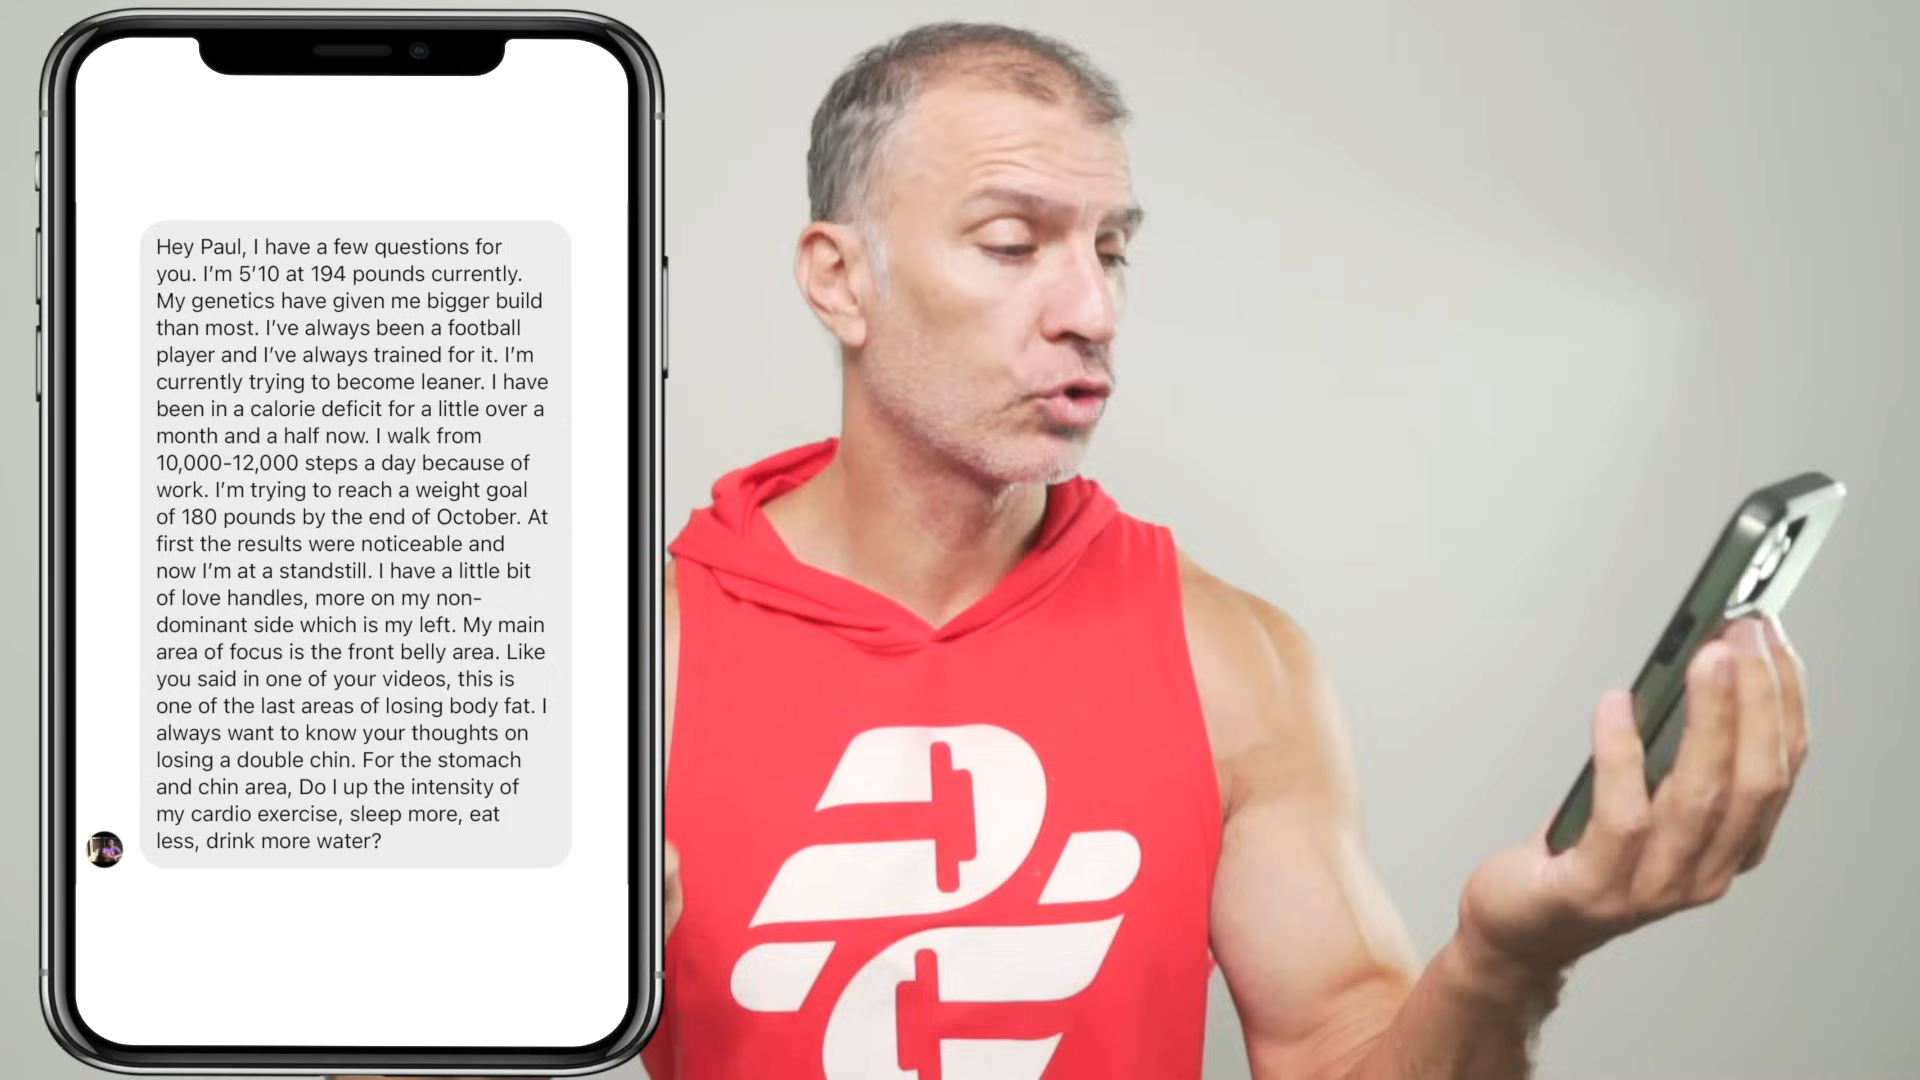 Hey Paul, I have a few questions for
you. I’m 5’10 at 194 pounds currently.
My genetics have given me bigger build
than most. I’ve always been a football
player and I’ve always trained for it. I’m
currently trying to become leaner. I have
been in a calorie deficit for a little over a
month and a half now. I walk from
10,000-12,000 steps a day because of
work. I’m trying to reach a weight goal
of 180 pounds by the end of October. At
first the results were noticeable and
now I’m at a standstill. I have a little bit
of love handles, more on my non-
dominant side which is my left. My main
area of focus is the front belly area. Like
you said in one of your videos, this is
one of the last areas of losing body fat. I
always want to know your thoughts on
losing a double chin. For the stomach
and chin area, Do I up the intensity of
my cardio exercise, sleep more, eat
less, drink more water?